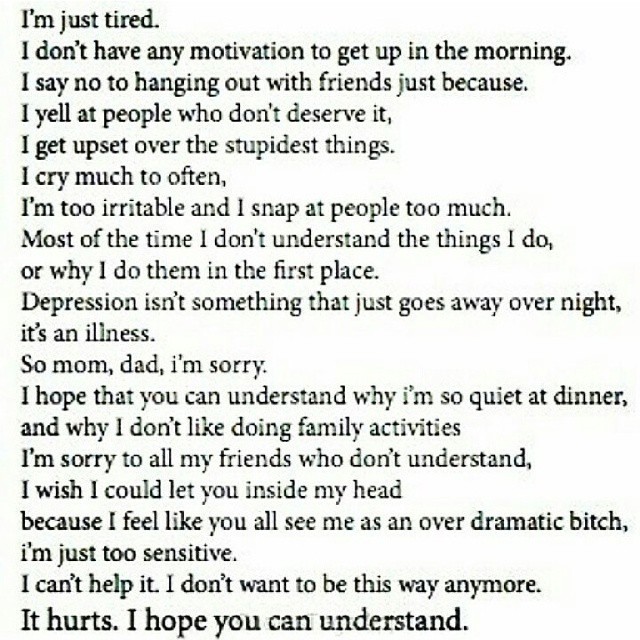 I'm just tired.
I don't have any motivation to get up in the morning.
I say no to hanging out with friends just because.
I yell at people who don't deserve it,
I get upset over the stupidest things.
I cry much to often,
I'm too irritable and I snap at people too much.
Most of the time I don't understand the things I do,
or why I do them in the first place.
Depression isn't something that just goes away over night,
it's an illness.
So mom, dad, i'm sorry.
I hope that you can understand why i'm so quiet at dinner,
and why I don't like doing family activities
I'm sorry to all my friends who don't understand,
I wish I could let you inside my head
because I feel like you all see me as an over dramatic bitch,
i'm just too sensitive.
I can't help it. I don't want to be this way anymore.
It hurts. I hope you can understand.